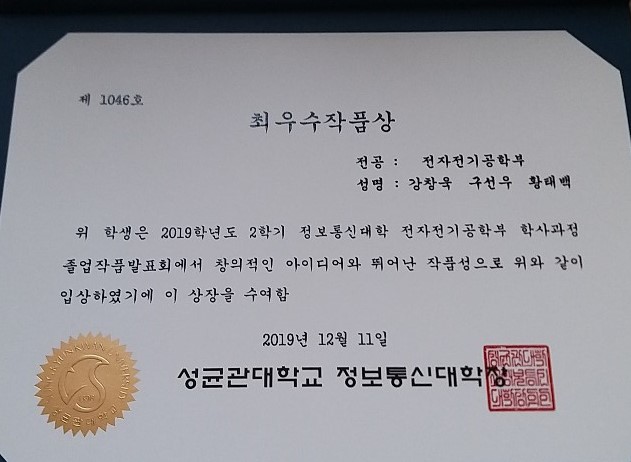 제 1046호
최우수작품상
전공 : 전자전기공학부
성명 : 강창욱 구선우 황태백
위 학생은 2019학년도 2학기 정보통신대학 전자전기공학부 학사과정
졸업작품발표회에서 창의적인 아이디어와 뛰어난 작품성으로 위와 같이
입상하였기에 이 상장을 수여함
2019년 12월 11일
성균관대학교 정보통신대학장
1398